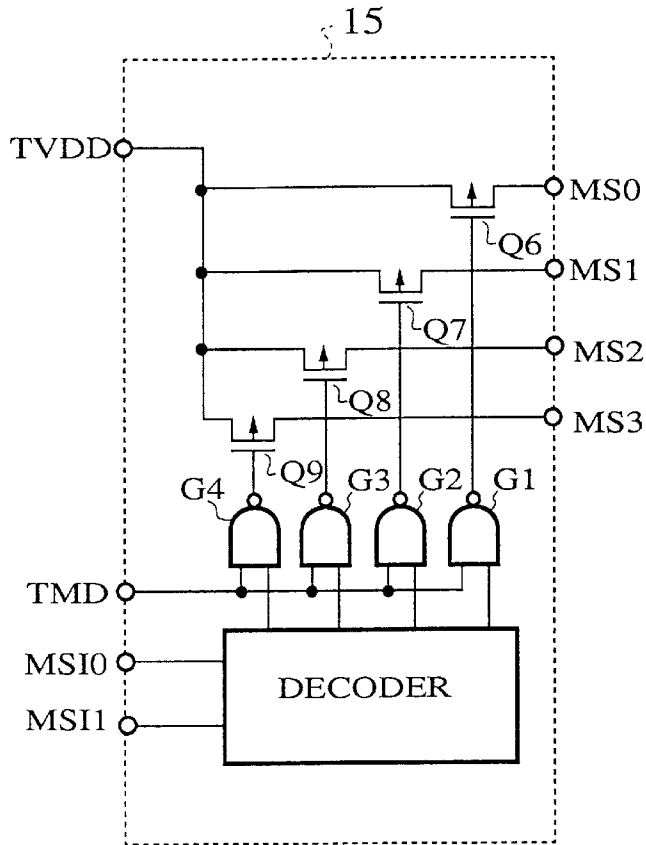 15
TVDD
MS0
Q6
MS1
Q7
MS2
Q8
MS3
Q9
G4
G3
G2
G1
TMD
MSI0
DECODER
MSI1